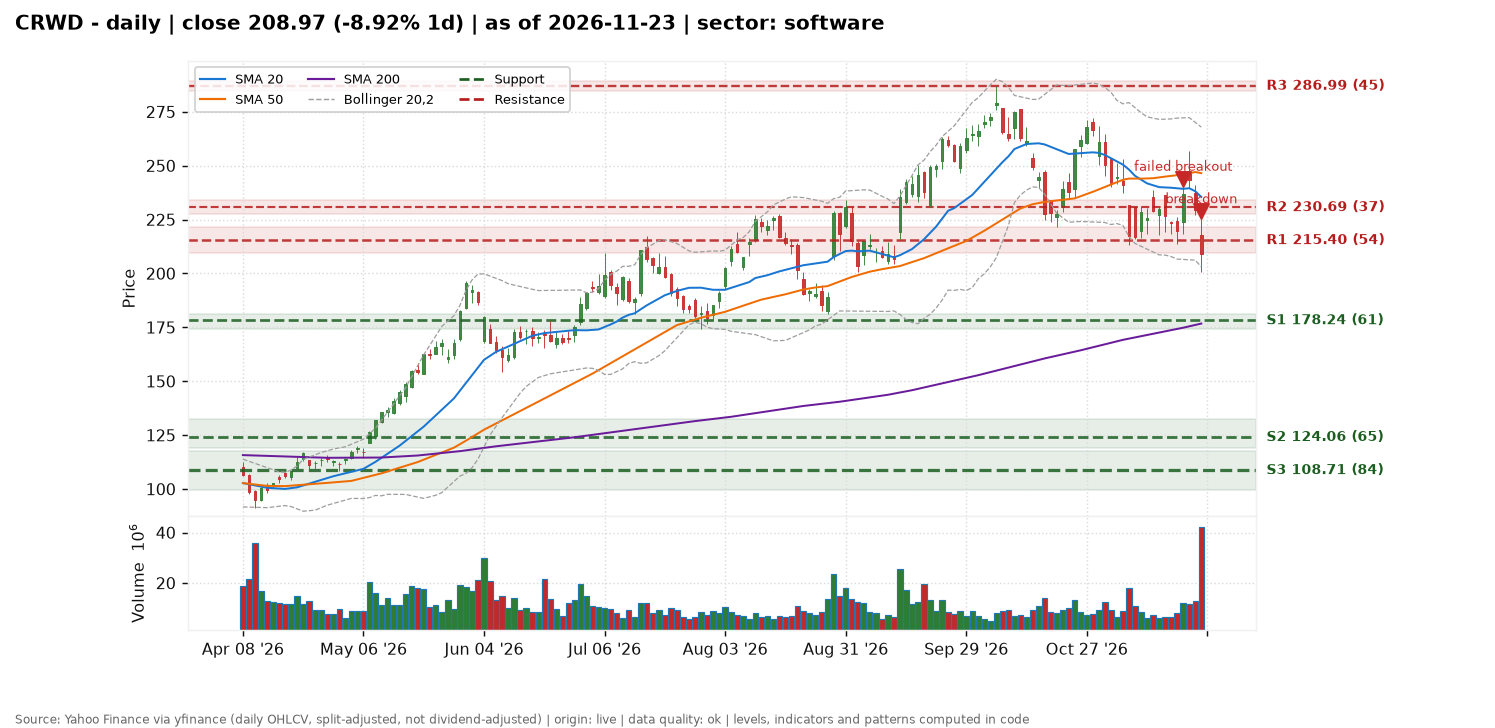 CRWD - daily | close 208.97 (-8.92% 1d) | as of 2026-11-23 | sector: software
SMA 20
SMA 50
SMA 200
Bollinger 20,2
Support
Resistance
Price
275
250
225
200
175
150
125
100
failed breakout
breakdown
R3 286.99 (45)
R2 230.69 (37)
R1 215.40 (54)
S1 178.24 (61)
S2 124.06 (65)
S3 108.71 (84)
Volume 10⁶
40
20
Apr 08 '26 May 06 '26 Jun 04 '26 Jul 06 '26 Aug 03 '26 Aug 31 '26 Sep 29 '26 Oct 27 '26
Source: Yahoo Finance via yfinance (daily OHLCV, split-adjusted, not dividend-adjusted) | origin: live | data quality: ok | levels, indicators and patterns computed in code